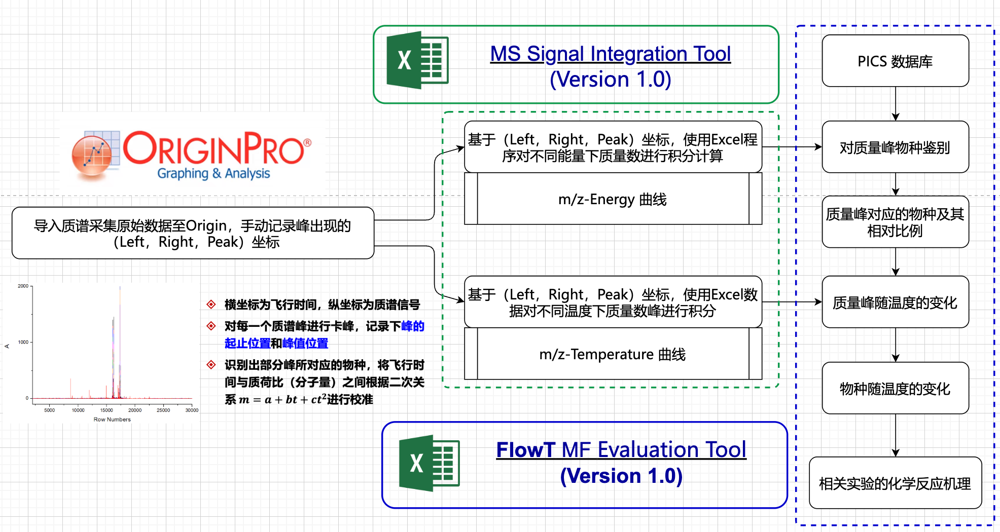 MS Signal Integration Tool
(Version 1.0)
PICS 数据库
ORIGINPRO®
Graphing & Analysis
基于（Left，Right，Peak）坐标，使用Excel程
序对不同能量下质量数进行积分计算
m/z-Energy 曲线
对质量峰物种鉴别
质量峰对应的物种及其
相对比例
导入质谱采集原始数据至Origin，手动记录峰出现的
（Left，Right，Peak）坐标
基于（Left，Right，Peak）坐标，使用Excel数
据对不同温度下质量数峰进行积分
m/z-Temperature 曲线
质量峰随温度的变化
物种随温度的变化
相关实验的化学反应机理
2000
1000
0
A
5000 10000 15000 20000 25000 30000
Row Numbers
横坐标为飞行时间，纵坐标为质谱信号
对每一个质谱峰进行卡峰，记录下峰的
起止位置和峰值位置
识别出部分峰所对应的物种，将飞行时
间与质荷比（分子量）之间根据二次关
系 m = a + bt + ct²进行校准
FlowT MF Evaluation Tool
(Version 1.0)